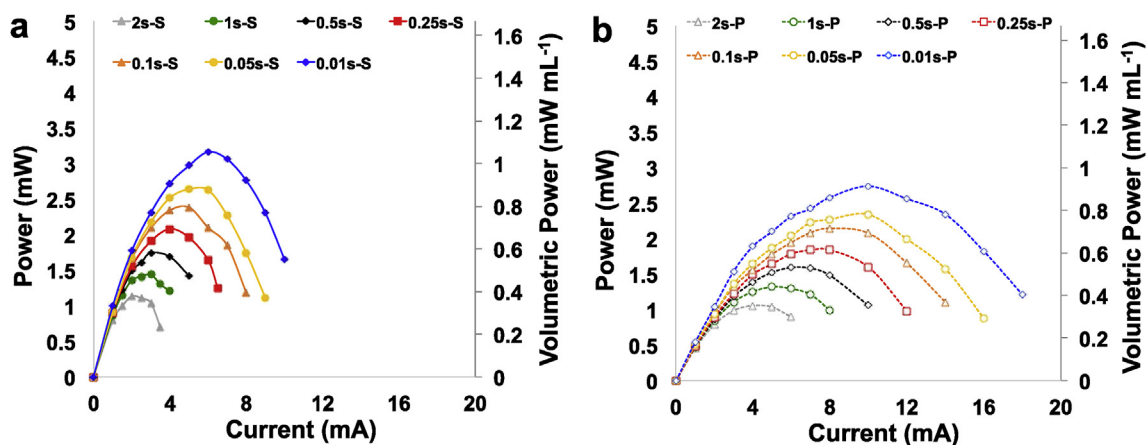 a
2s-S 1s-S 0.5s-S 0.25s-S
0.1s-S 0.05s-S 0.01s-S
Power (mW)
5
4.5
4
3.5
3
2.5
2
1.5
1
0.5
0
Volumetric Power (mW mL⁻¹)
1.6
1.4
1.2
1
0.8
0.6
0.4
0.2
0
0 4 8 12 16 20
Current (mA)
b
2s-P 1s-P 0.5s-P 0.25s-P
0.1s-P 0.05s-P 0.01s-P
Power (mW)
5
4.5
4
3.5
3
2.5
2
1.5
1
0.5
0
Volumetric Power (mW mL⁻¹)
1.6
1.4
1.2
1
0.8
0.6
0.4
0.2
0
0 4 8 12 16 20
Current (mA)